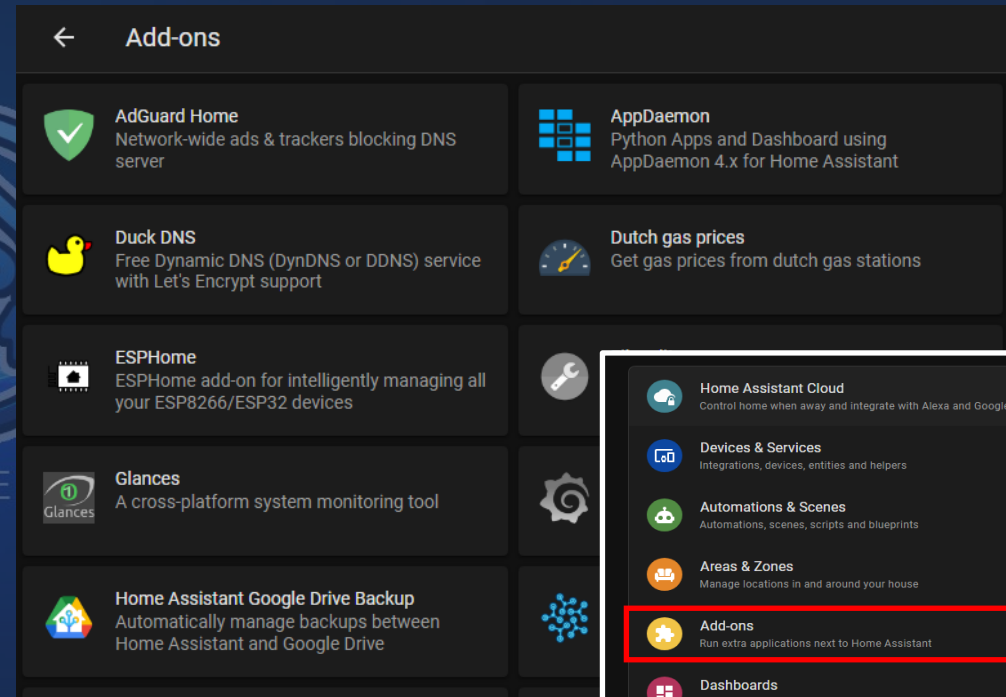 Add-ons
AdGuard Home
Network-wide ads & trackers blocking DNS
server
AppDaemon
Python Apps and Dashboard using
AppDaemon 4.x for Home Assistant
Duck DNS
Free Dynamic DNS (DynDNS or DDNS) service
with Let's Encrypt support
Dutch gas prices
Get gas prices from dutch gas stations
ESPHome
ESPHome add-on for intelligently managing all
your ESP8266/ESP32 devices
Glances
Glances
A cross-platform system monitoring tool
Home Assistant Google Drive Backup
Automatically manage backups between
Home Assistant and Google Drive
Home Assistant Cloud
Control home when away and integrate with Alexa and Google
Devices & Services
Integrations, devices, entities and helpers
Automations & Scenes
Automations, scenes, scripts and blueprints
Areas & Zones
Manage locations in and around your house
Add-ons
Run extra applications next to Home Assistant
Dashboards